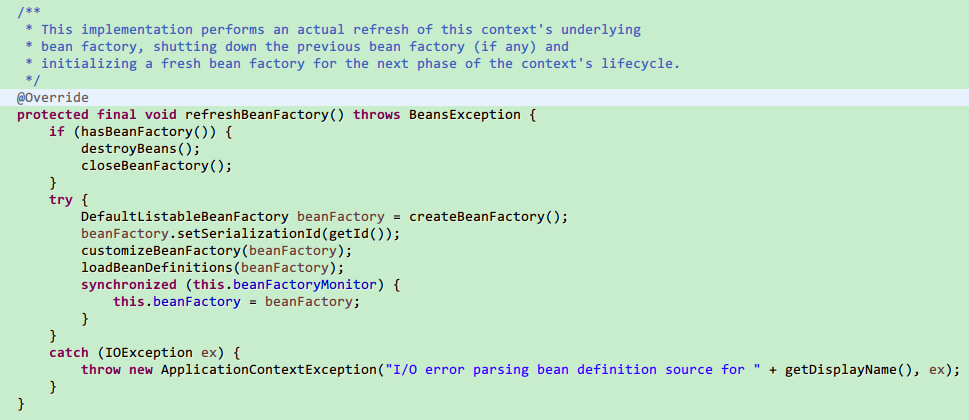 /**
 * This implementation performs an actual refresh of this context's underlying
 * bean factory, shutting down the previous bean factory (if any) and
 * initializing a fresh bean factory for the next phase of the context's lifecycle.
 */
@Override
protected final void refreshBeanFactory() throws BeansException {
    if (hasBeanFactory()) {
        destroyBeans();
        closeBeanFactory();
    }
    try {
        DefaultListableBeanFactory beanFactory = createBeanFactory();
        beanFactory.setSerializationId(getId());
        customizeBeanFactory(beanFactory);
        loadBeanDefinitions(beanFactory);
        synchronized (this.beanFactoryMonitor) {
            this.beanFactory = beanFactory;
        }
    }
    catch (IOException ex) {
        throw new ApplicationContextException("I/O error parsing bean definition source for " + getDisplayName(), ex);
    }
}